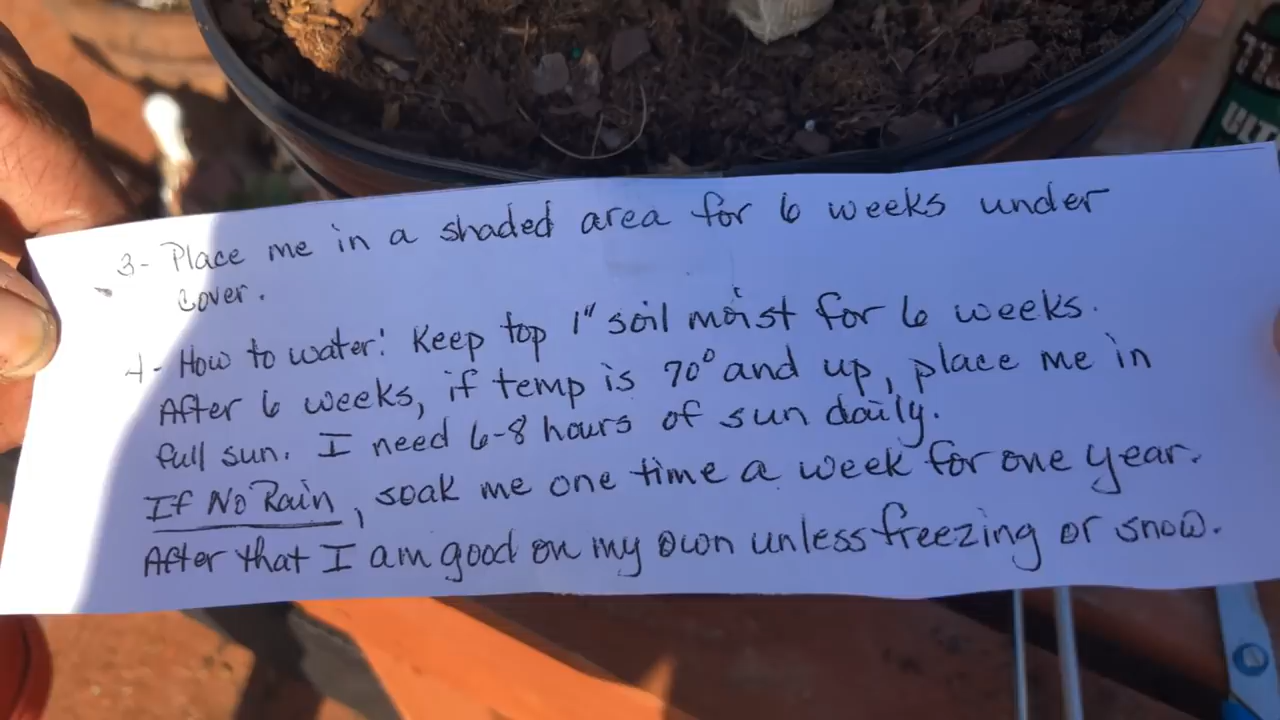 3- Place me in a shaded area for 6 weeks under
cover.
4- How to water: Keep top 1" soil moist for 6 weeks.
After 6 weeks, if temp is 70° and up, place me in
full sun. I need 6-8 hours of sun daily.
If No Rain, soak me one time a week for one year.
After that I am good on my own unless freezing or snow.